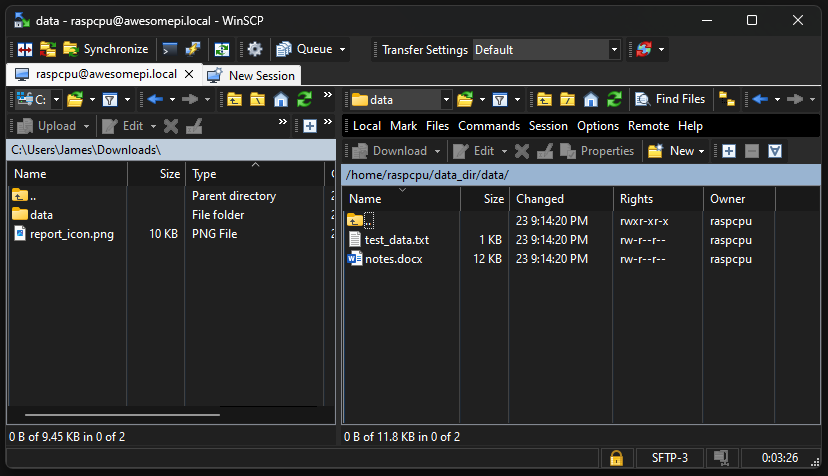 data - raspcpu@awesomepi.local - WinSCP
Synchronize Queue Transfer Settings Default
raspcpu@awesomepi.local New Session
C: data Find Files
Local Mark Files Commands Session Options Remote Help
Upload Edit
Download Edit Properties New
C:\Users\James\Downloads\
Name Size Type
.. Parent directory
data File folder
report_icon.png 10 KB PNG File
/home/raspcpu/data_dir/data/
Name Size Changed Rights Owner
.. 23 9:14:20 PM rwxr-xr-x raspcpu
test_data.txt 1 KB 23 9:14:20 PM rw-r--r-- raspcpu
notes.docx 12 KB 23 9:14:20 PM rw-r--r-- raspcpu
0 B of 9.45 KB in 0 of 2
0 B of 11.8 KB in 0 of 2
SFTP-3 0:03:26